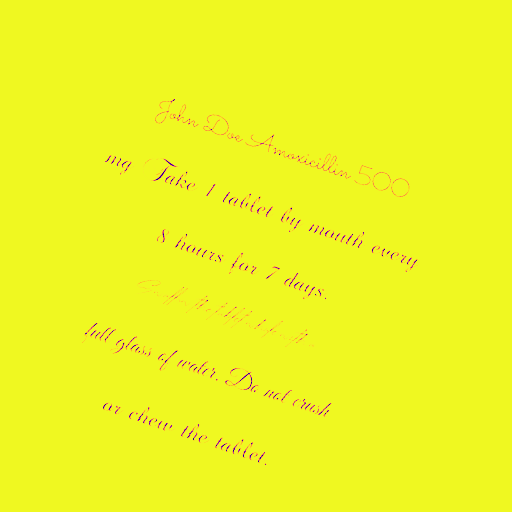 John Doe Amoxicillin 500
mg Take 1 tablet by mouth every
8 hours for 7 days.
full glass of water. Do not crush
or chew the tablet.